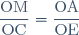 OM/OC = OA/OE